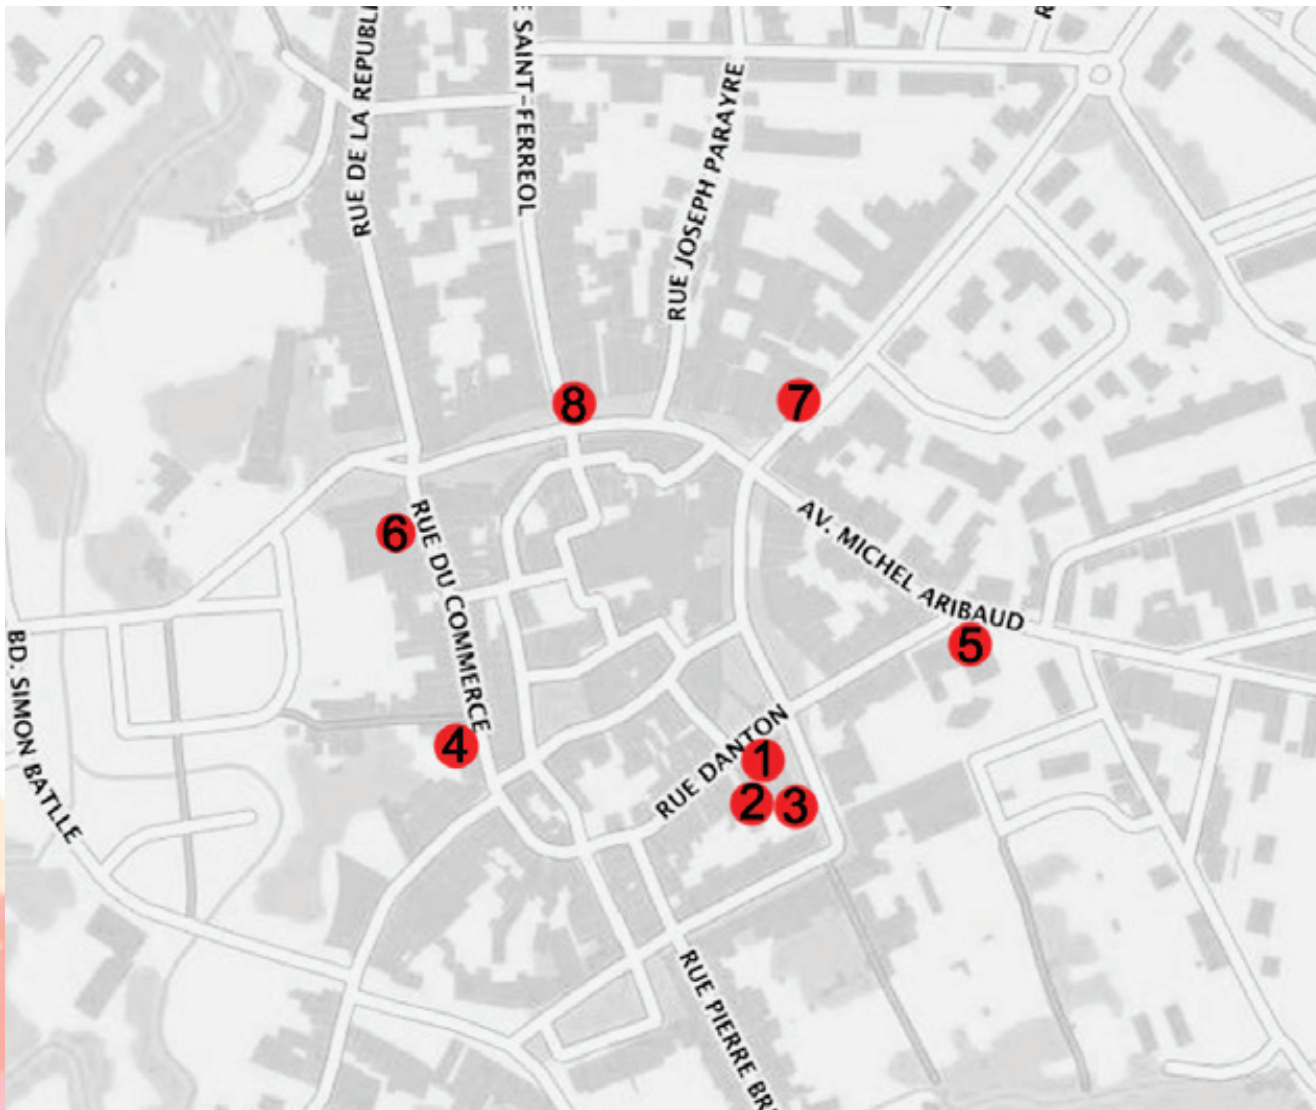 RUE DE LA REPUBLI
E SAINT-FERREOL
RUE JOSEPH PARAYRE
R
8
7
AV. MICHEL ARIBAUD
6
RUE DU COMMERCE
5
BD. SIMON BATLLE
4
RUE DANTON
1
2
3
RUE PIERRE BR